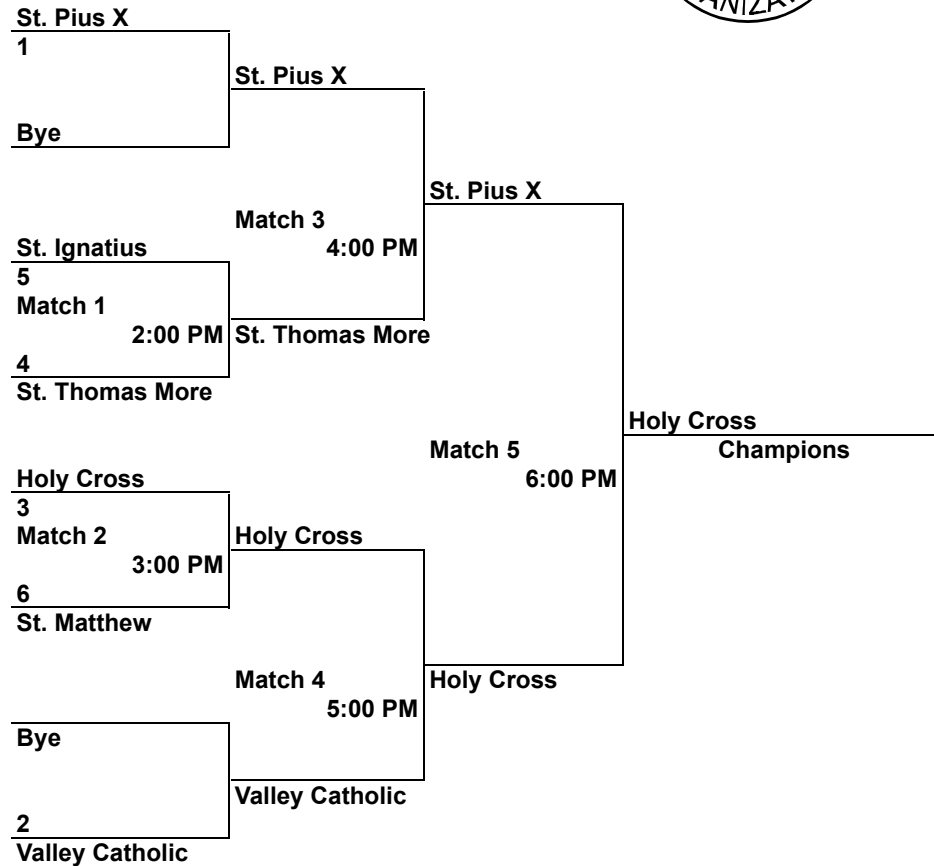 St. Pius X
1
St. Pius X
Bye
St. Pius X
Match 3
4:00 PM
St. Ignatius
5
Match 1
2:00 PM
St. Thomas More
4
St. Thomas More
Holy Cross
Champions
Match 5
6:00 PM
Holy Cross
3
Match 2
Holy Cross
3:00 PM
6
St. Matthew
Match 4
Holy Cross
5:00 PM
Bye
Valley Catholic
2
Valley Catholic